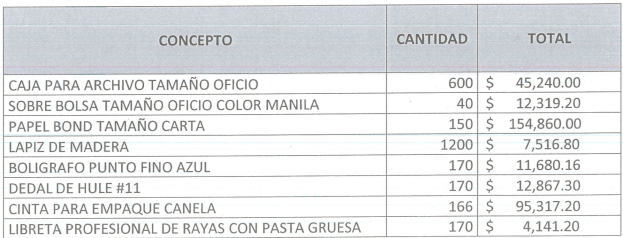 CONCEPTO CANTIDAD TOTAL
CAJA PARA ARCHIVO TAMAÑO OFICIO 600 $ 45,240.00
SOBRE BOLSA TAMAÑO OFICIO COLOR MANILA 40 $ 12,319.20
PAPEL BOND TAMAÑO CARTA 150 $ 154,860.00
LAPIZ DE MADERA 1200 $ 7,516.80
BOLIGRAFO PUNTO FINO AZUL 170 $ 11,680.16
DEDAL DE HULE #11 170 $ 12,867.30
CINTA PARA EMPAQUE CANELA 166 $ 95,317.20
LIBRETA PROFESIONAL DE RAYAS CON PASTA GRUESA 170 $ 4,141.20